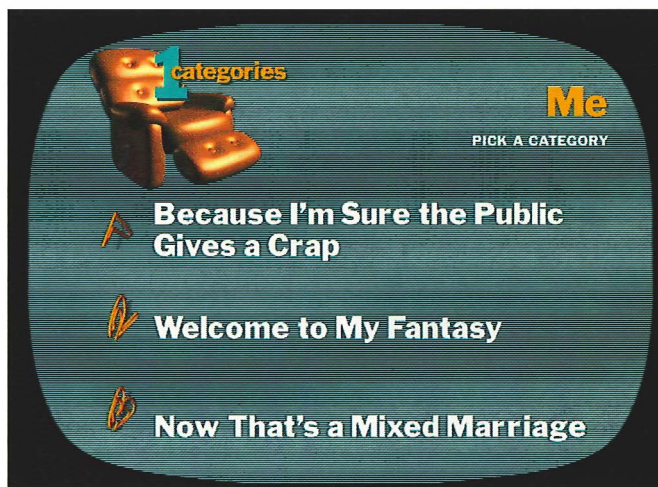 1
categories
Me
PICK A CATEGORY
Because I'm Sure the Public
Gives a Crap
Welcome to My Fantasy
Now That's a Mixed Marriage